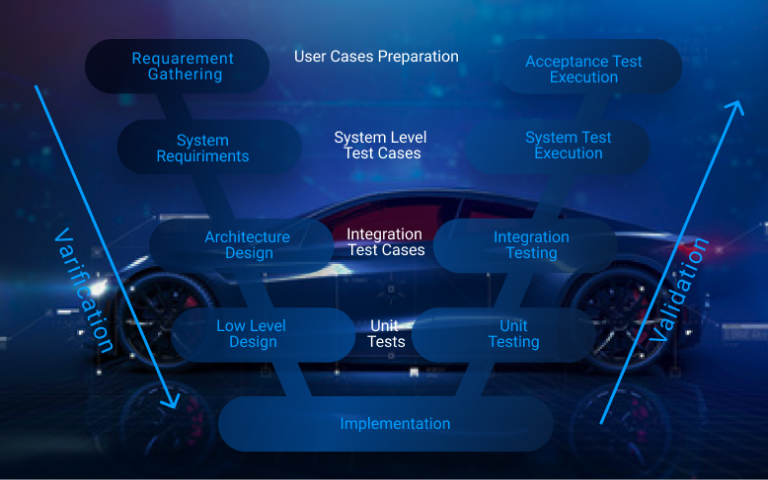 Requarement
Gathering
User Cases Preparation
Acceptance Test
Execution
System
Requiriments
System Level
Test Cases
System Test
Execution
Architecture
Design
Integration
Test Cases
Integration
Testing
Low Level
Design
Unit
Tests
Unit
Testing
Implementation
Varification
Validation